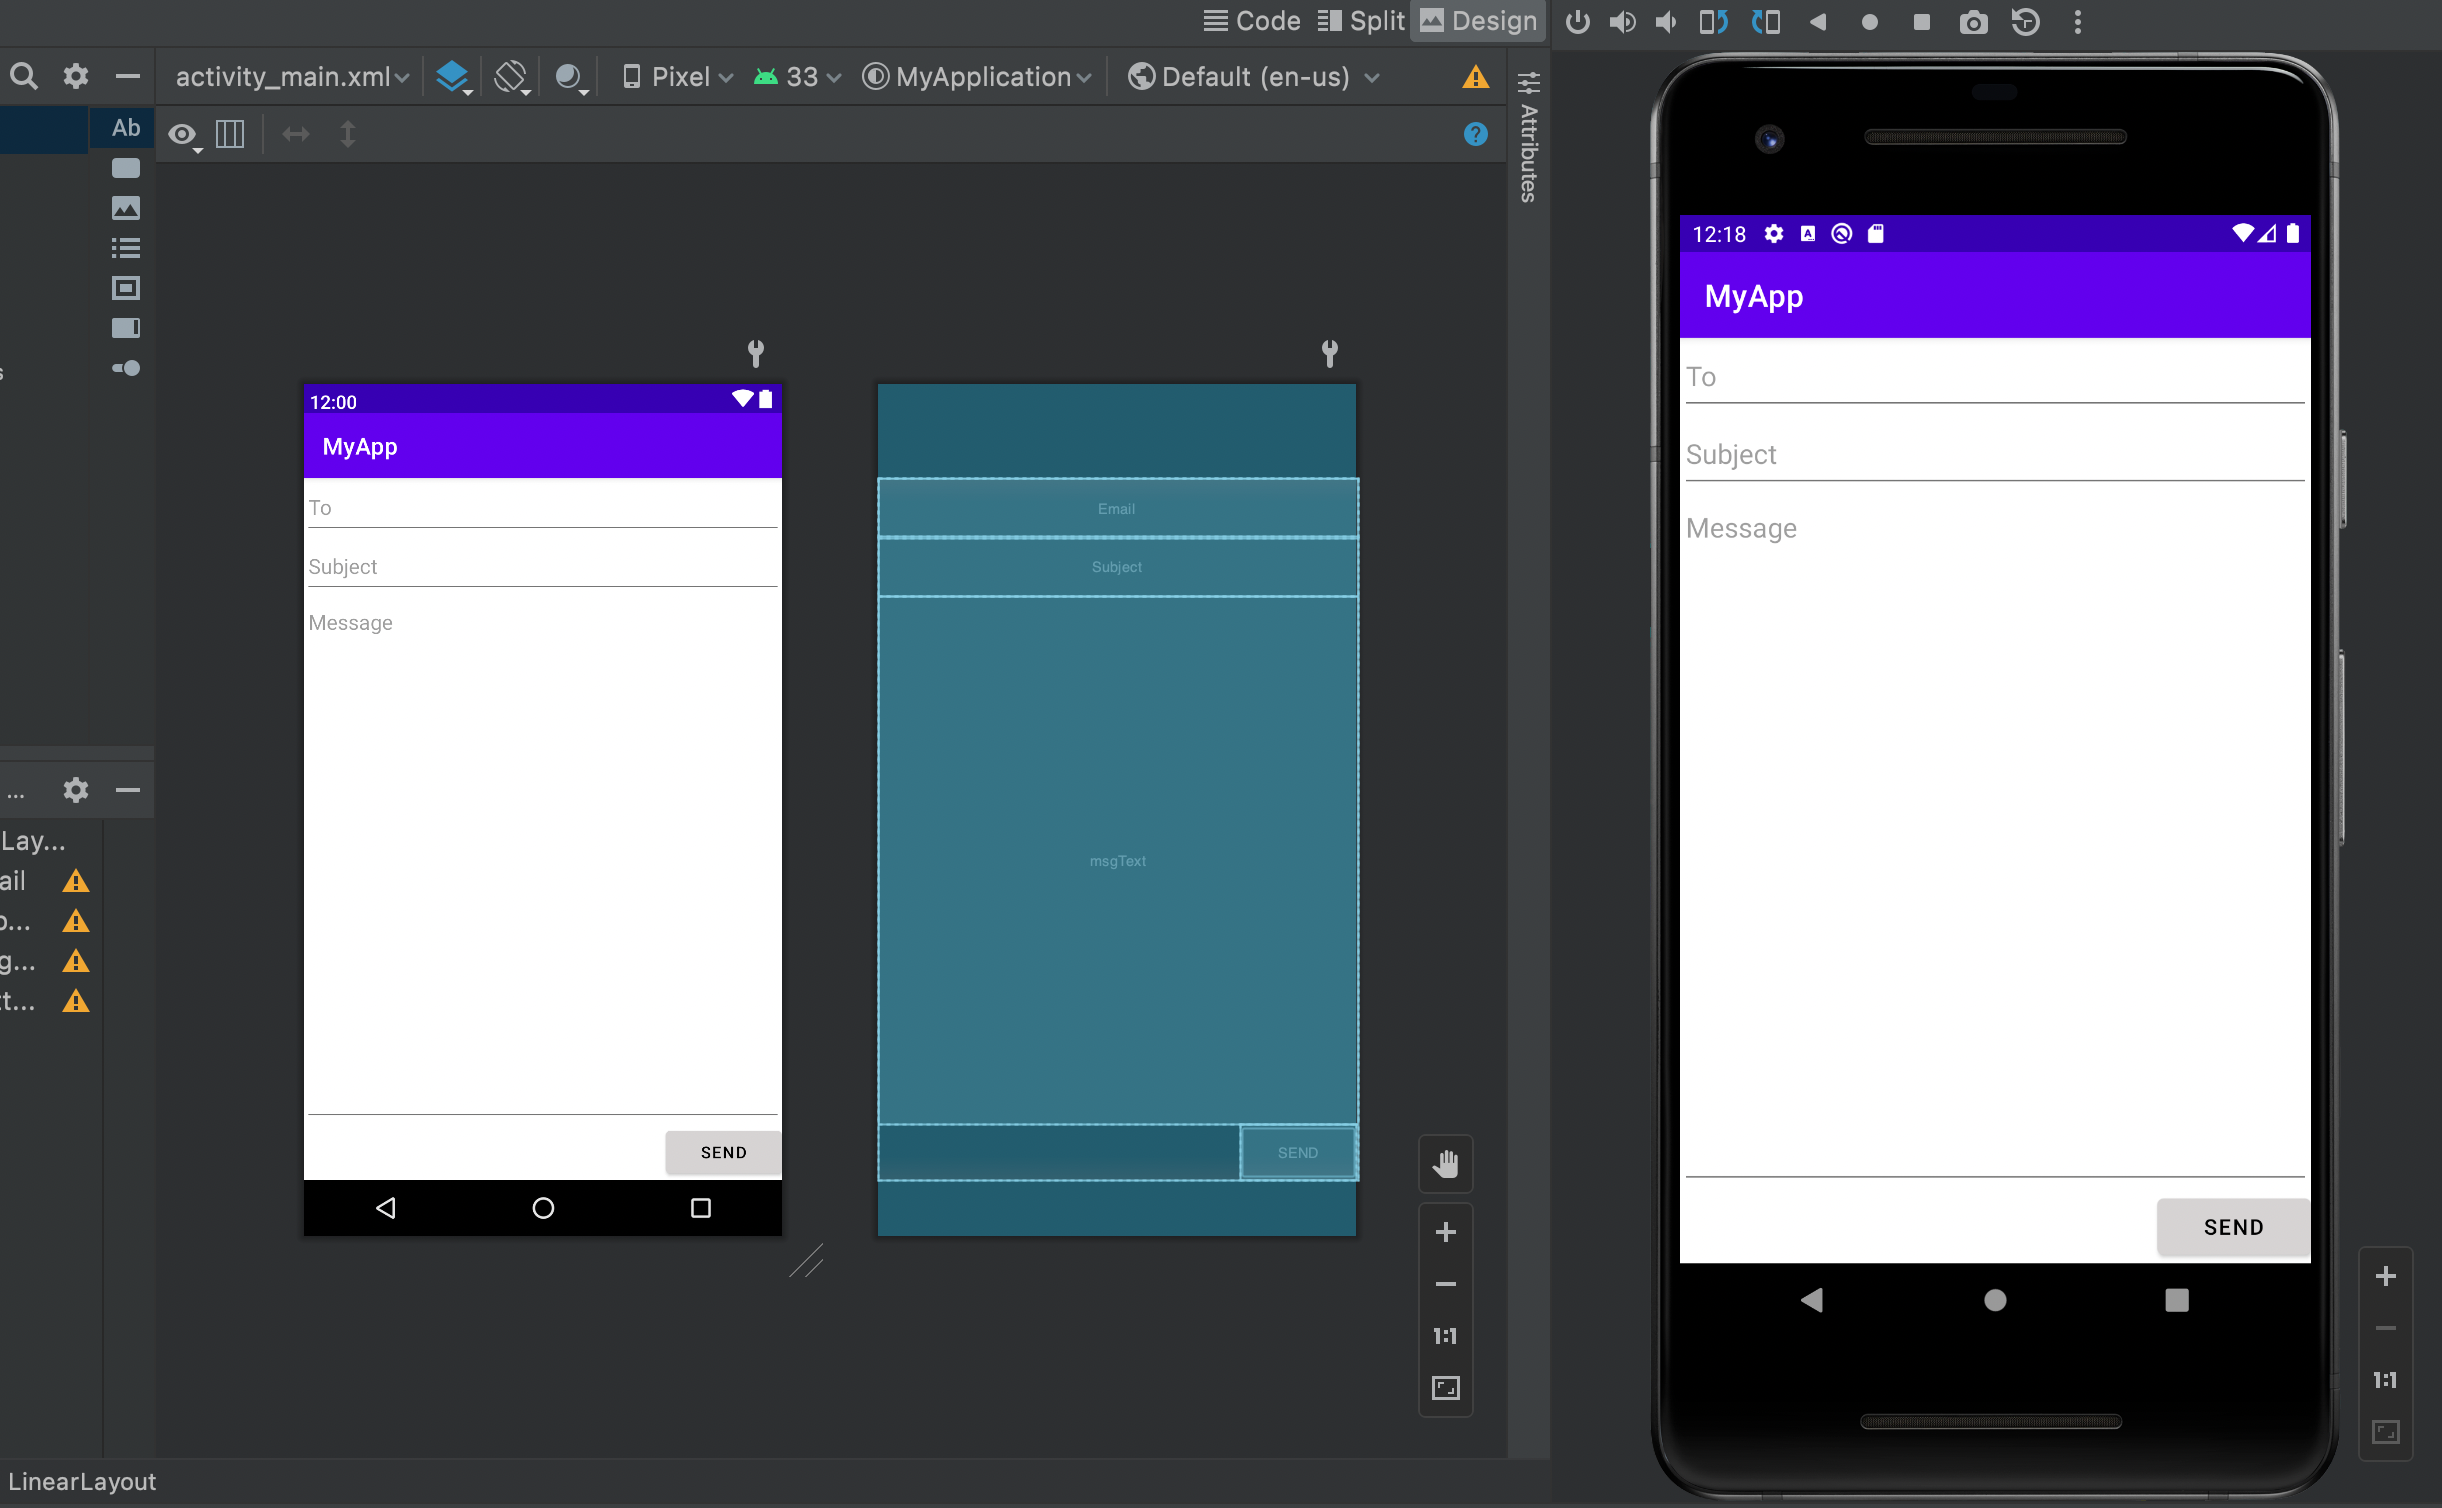 Code Split Design
activity_main.xml Pixel 33 MyApplication Default (en-us)
Ab
Attributes
12:00
MyApp
To
Subject
Message
SEND
Email
Subject
msgText
SEND
1:1
...
Lay...
ail
o...
g...
tt...
LinearLayout
12:18
MyApp
To
Subject
Message
SEND
1:1